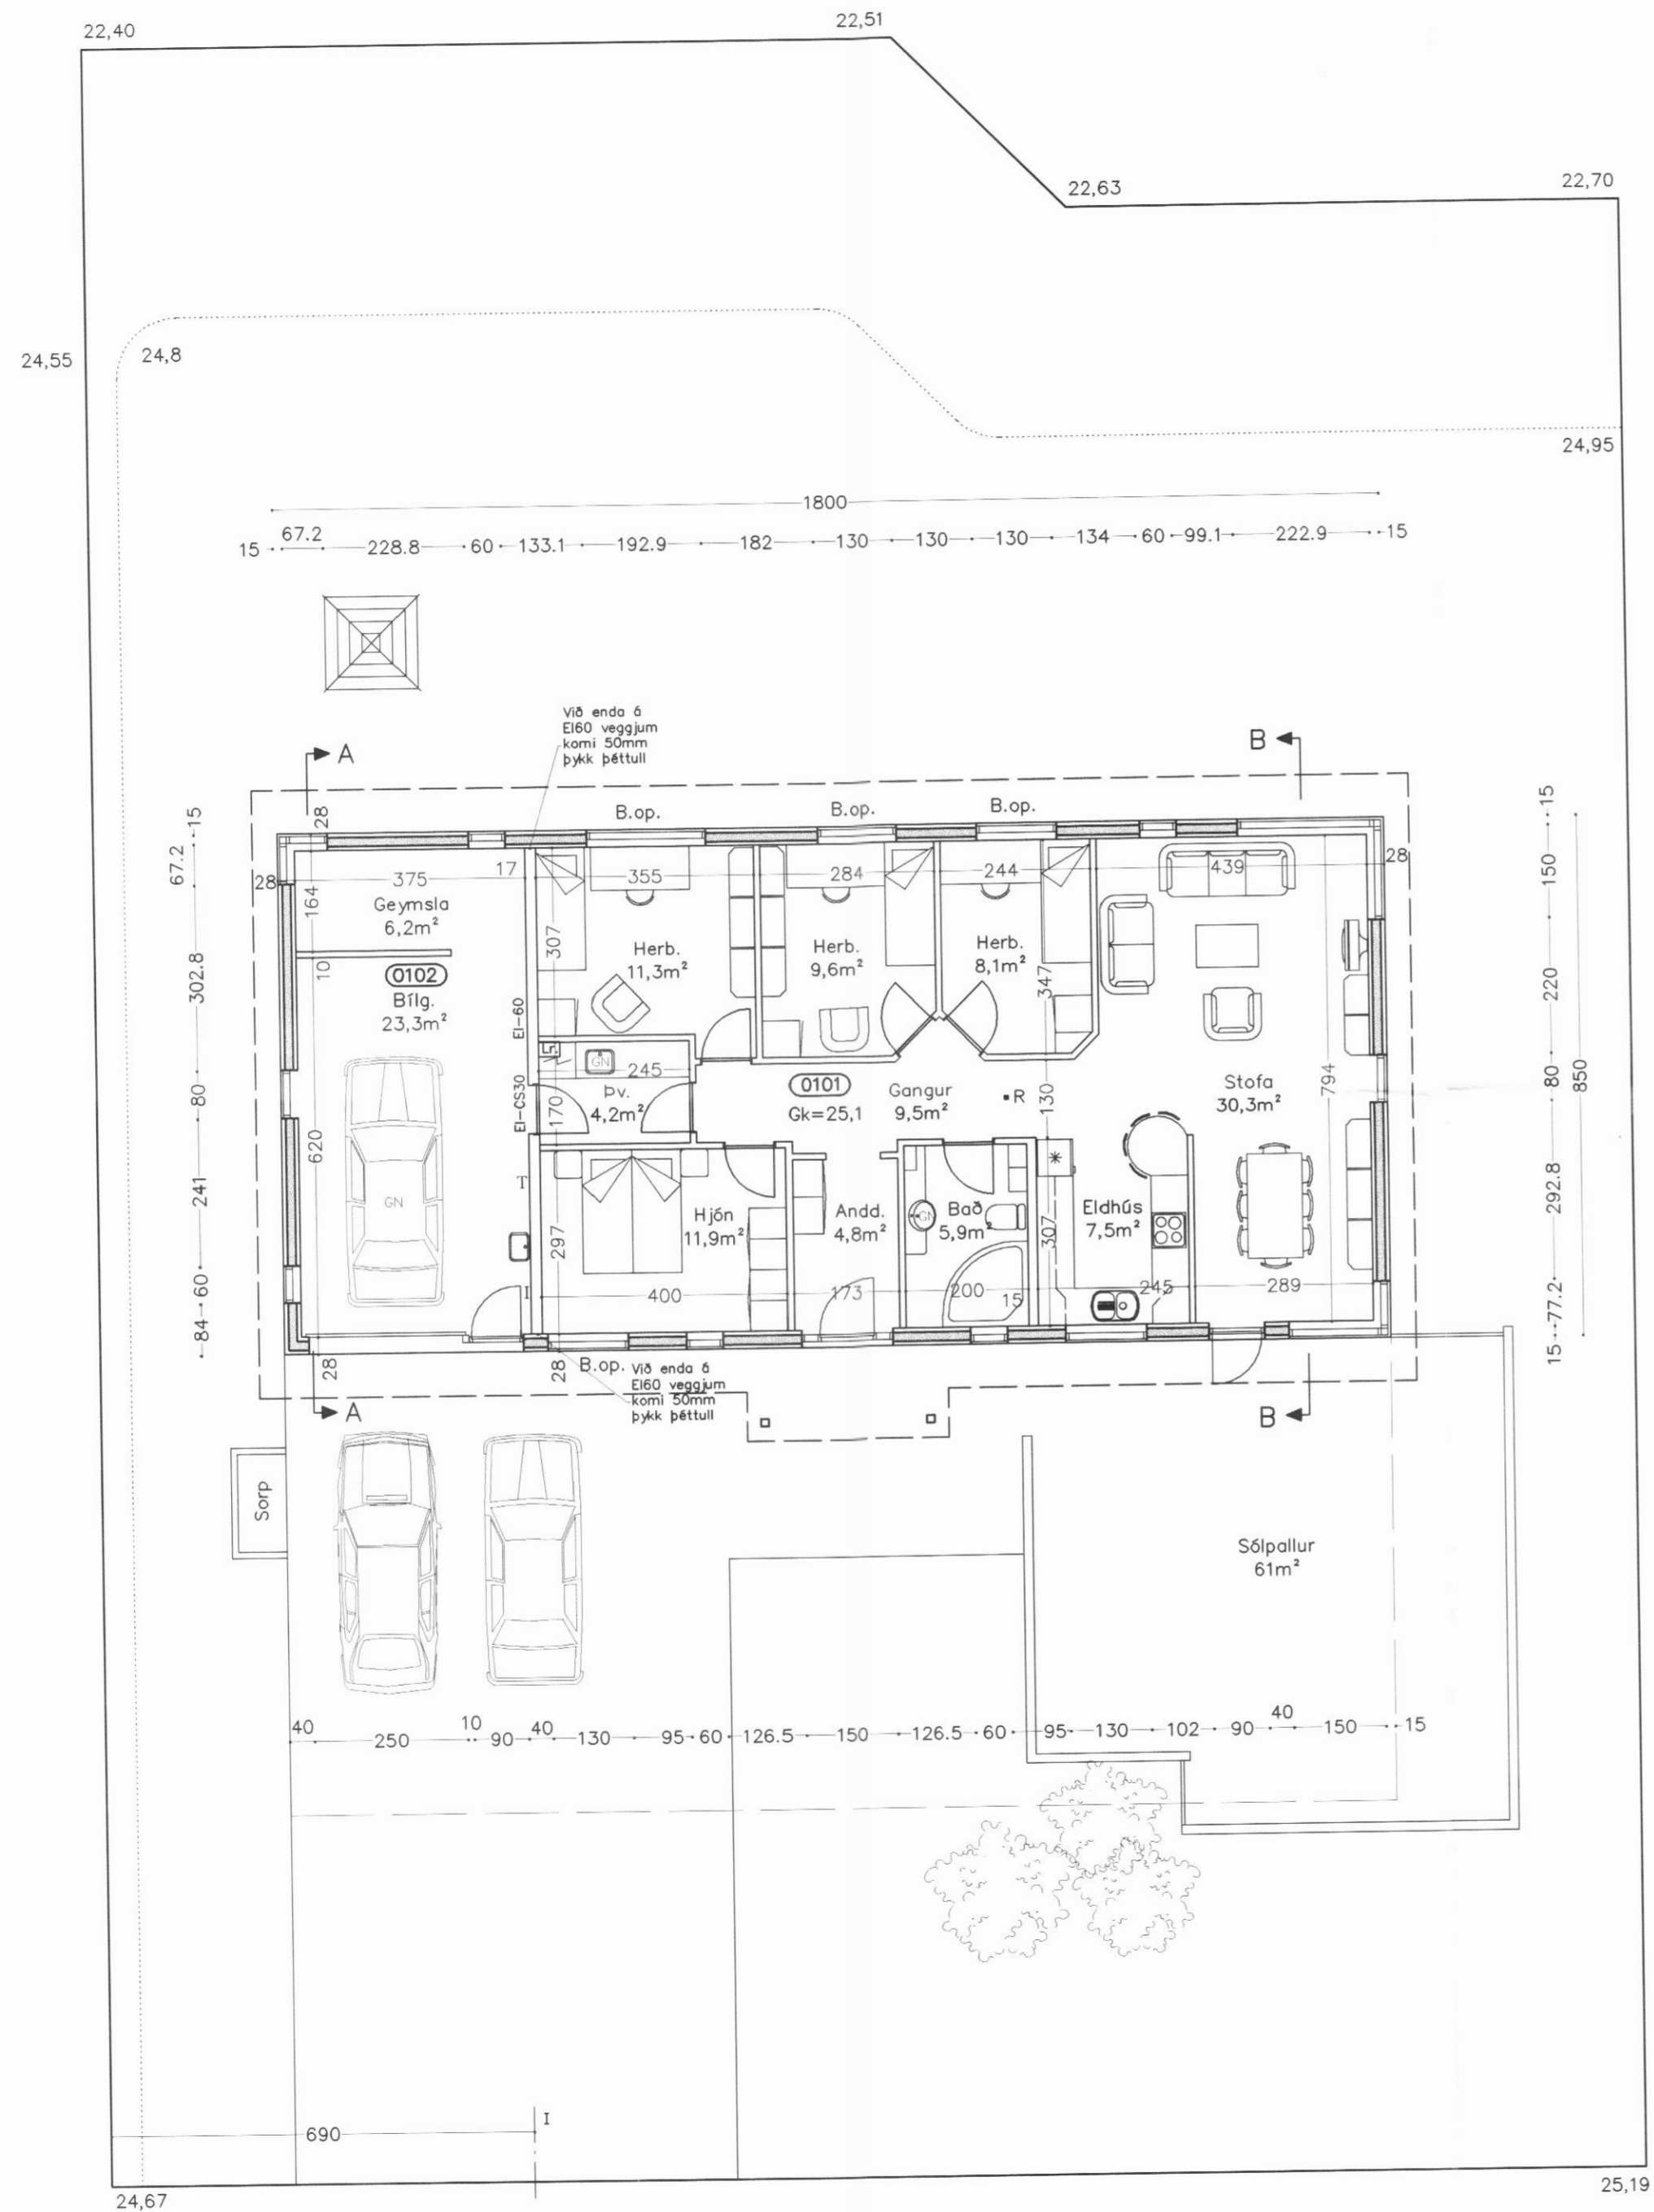 22,40
22,51
22,63
22,70
24,55
24,8
24,95
1800
15 67.2 228.8 60 133.1 192.9 182 130 130 130 134 60 99.1 222.9 15
Við enda á
EI60 veggjum
komi 50mm
þykk þéttull
A
B
B.op.
B.op.
B.op.
15
67.2
302.8
80
241
60
84
28
28
375
17
355
284
244
439
28
164
Geymsla
6,2m²
10
0102
Bílg.
23,3m²
EI-60
307
Herb.
11,3m²
Herb.
9,6m²
Herb.
8,1m²
347
15
150
220
80
292.8
77.2
15
850
EI-CS30
GN
245
Þv.
4,2m²
170
0101
Gk=25,1
Gangur
9,5m²
R
130
Stofa
30,3m²
794
620
T
GN
I
297
Hjón
11,9m²
400
Andd.
4,8m²
173
GN
Bað
5,9m²
200
15
307
Eldhús
7,5m²
245
289
28
28
B.op.
Við enda á
EI60 veggjum
komi 50mm
þykk þéttull
A
B
Sorp
Sólpallur
61m²
40 250 10 90 40 130 95 60 126.5 150 126.5 60 95 130 102 90 40 150 15
690
I
24,67
25,19